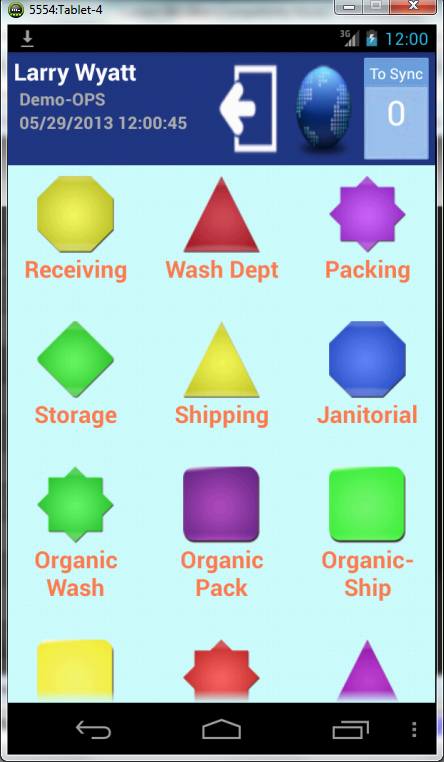 5554:Tablet-4
3G 12:00
Larry Wyatt
Demo-OPS
05/29/2013 12:00:45
To Sync
0
Receiving
Wash Dept
Packing
Storage
Shipping
Janitorial
Organic
Wash
Organic
Pack
Organic-
Ship